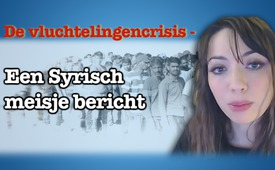 De vluchtelingencrisis -
Een Syrisch
meisje bericht